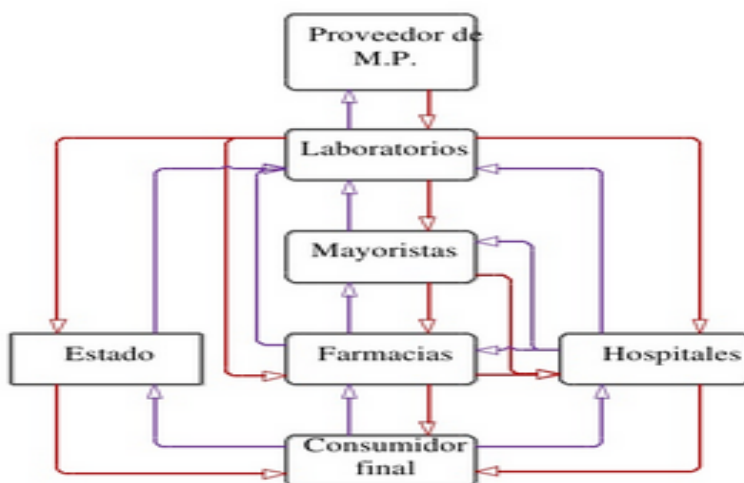 Proveedor de
M.P.
Laboratorios
Mayoristas
Estado
Farmacias
Hospitales
Consumidor
final